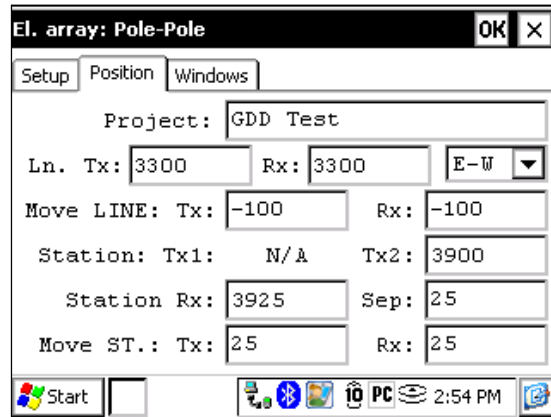 El. array: Pole-Pole OK ×
Setup Position Windows
Project: GDD Test
Ln. Tx: 3300 Rx: 3300 E-W
Move LINE: Tx: -100 Rx: -100
Station: Tx1: N/A Tx2: 3900
Station Rx: 3925 Sep: 25
Move ST.: Tx: 25 Rx: 25
Start PC 2:54 PM